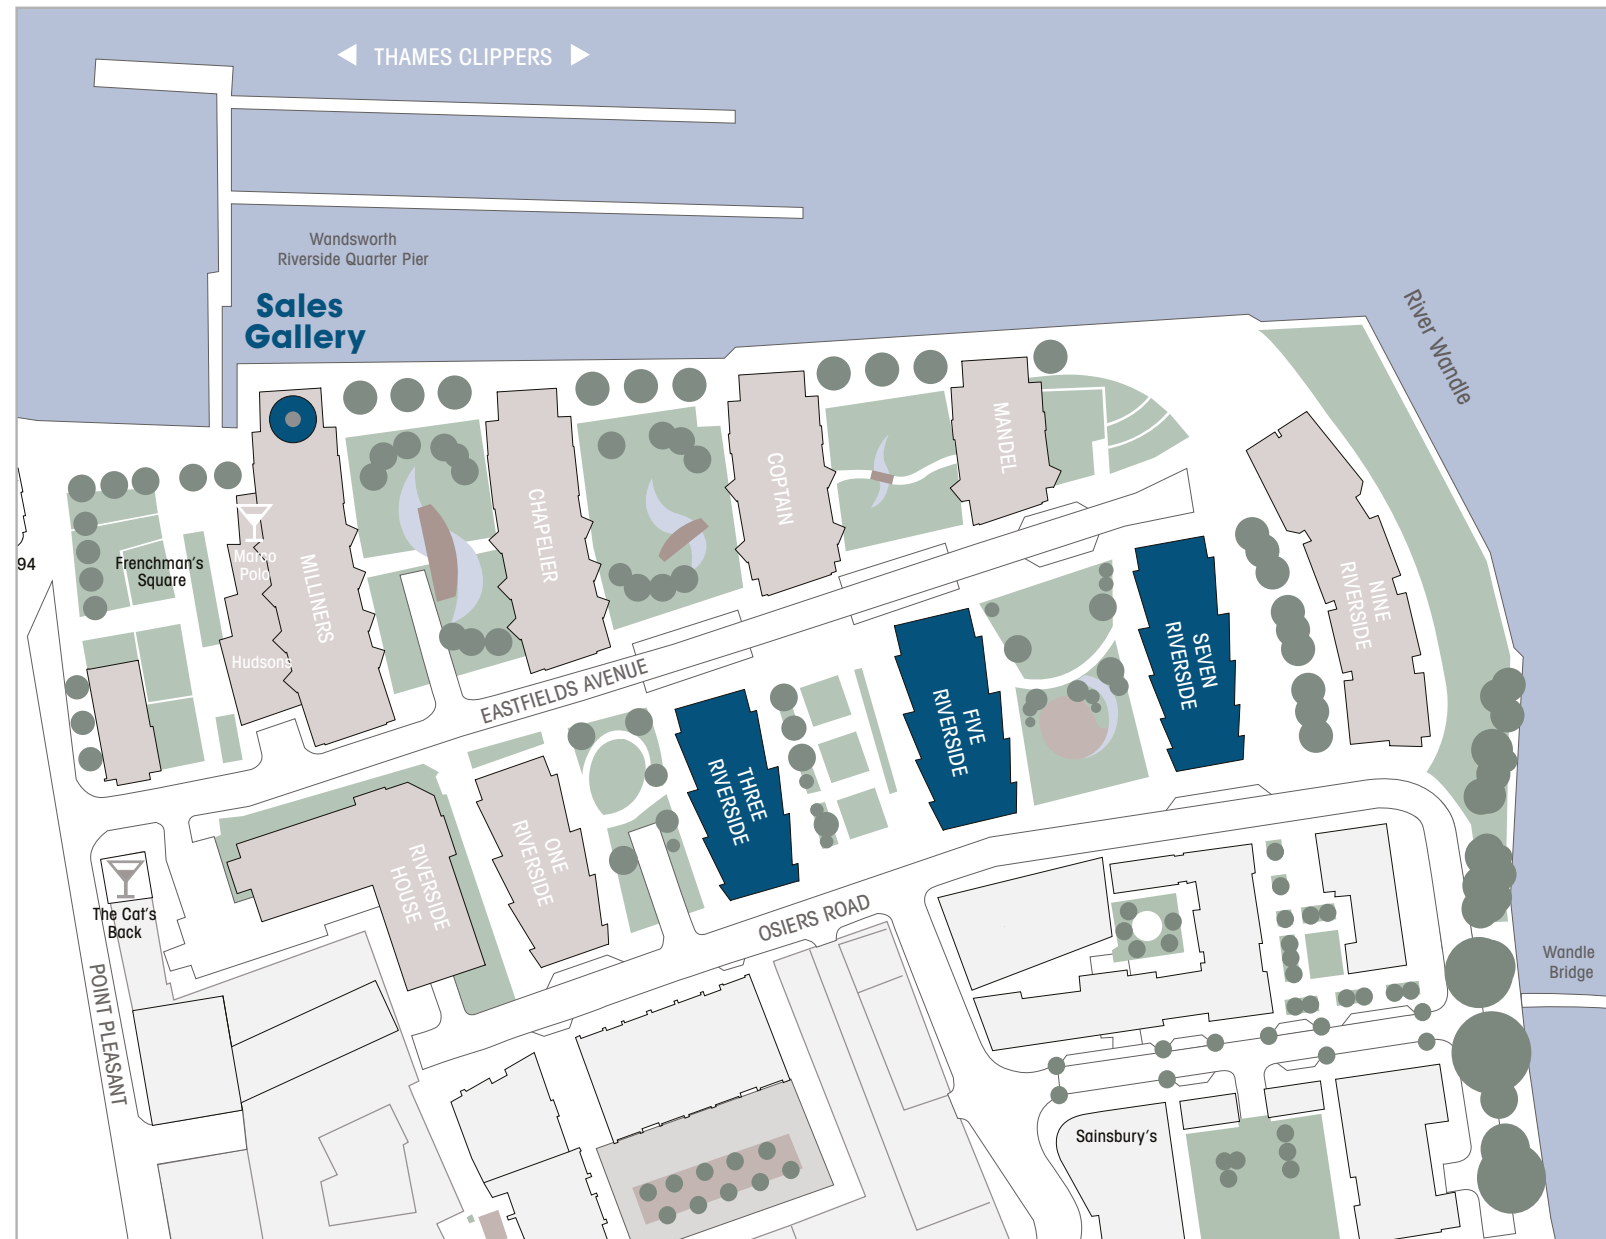 THAMES CLIPPERS
Wandsworth
Riverside Quarter Pier
Sales
Gallery
River Wandle
MANDEL
COPTAIN
CHAPELIER
MILLINERS
Marco
Polo
Hudsons
Frenchman's
Square
94
NINE
RIVERSIDE
SEVEN
RIVERSIDE
FIVE
RIVERSIDE
THREE
RIVERSIDE
ONE
RIVERSIDE
RIVERSIDE
HOUSE
EASTFIELDS AVENUE
OSIERS ROAD
The Cat's
Back
POINT PLEASANT
Wandle
Bridge
Sainsbury's